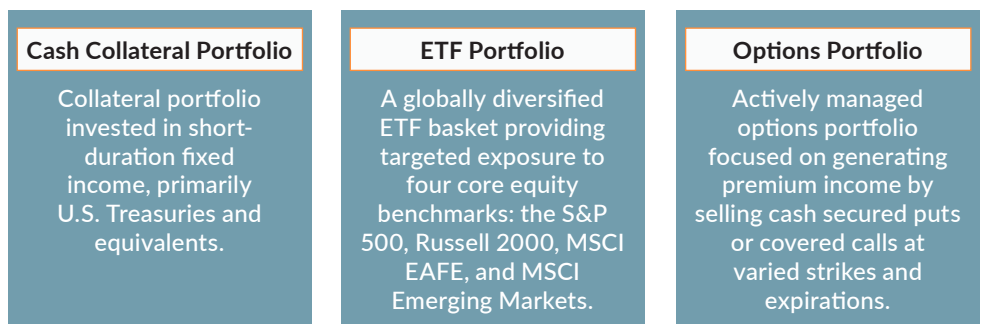 Cash Collateral Portfolio
Collateral portfolio
invested in short-
duration fixed
income, primarily
U.S. Treasuries and
equivalents.
ETF Portfolio
A globally diversified
ETF basket providing
targeted exposure to
four core equity
benchmarks: the S&P
500, Russell 2000, MSCI
EAFE, and MSCI
Emerging Markets.
Options Portfolio
Actively managed
options portfolio
focused on generating
premium income by
selling cash secured puts
or covered calls at
varied strikes and
expirations.